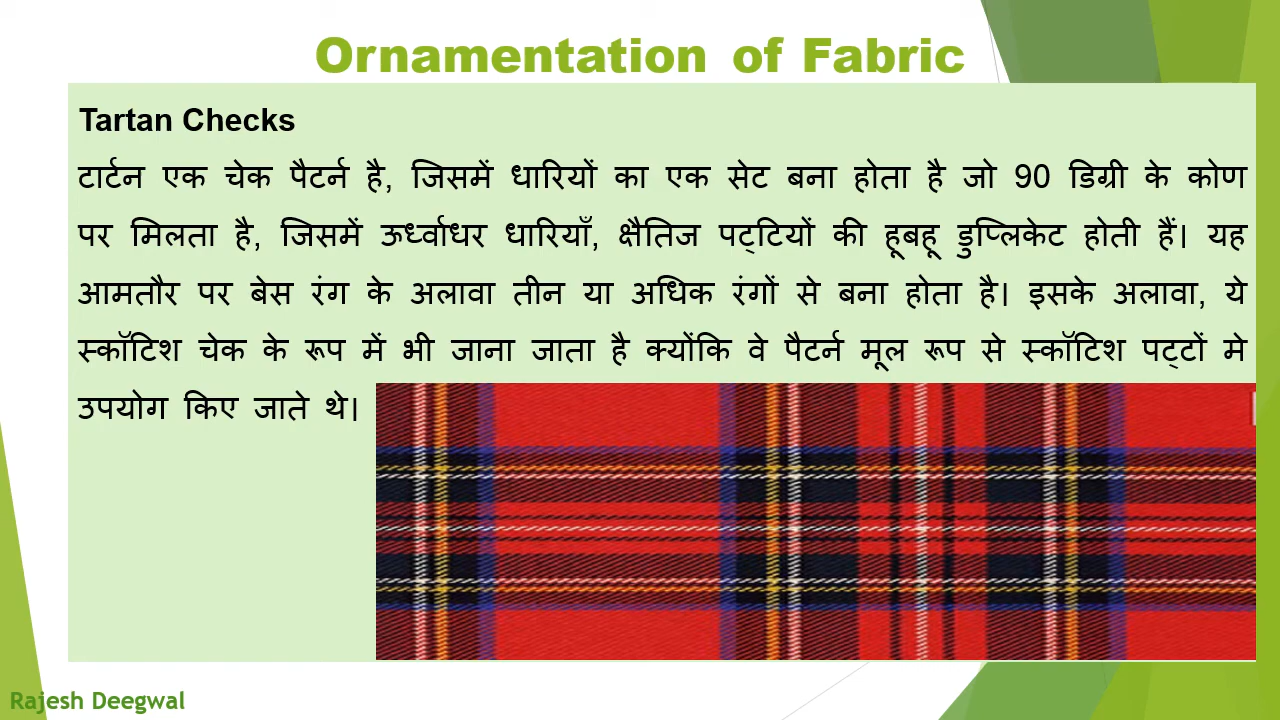 Ornamentation of Fabric
Tartan Checks
टार्टन एक चेक पैटर्न है, जिसमें धारियों का एक सेट बना होता है जो 90 डिग्री के कोण
पर मिलता है, जिसमें ऊर्ध्वाधर धारियाँ, क्षैतिज पट्टियों की हूबहू डुप्लिकेट होती हैं। यह
आमतौर पर बेस रंग के अलावा तीन या अधिक रंगों से बना होता है। इसके अलावा, ये
स्कॉटिश चेक के रूप में भी जाना जाता है क्योंकि वे पैटर्न मूल रूप से स्कॉटिश पट्टों मे
उपयोग किए जाते थे।
Rajesh Deegwal